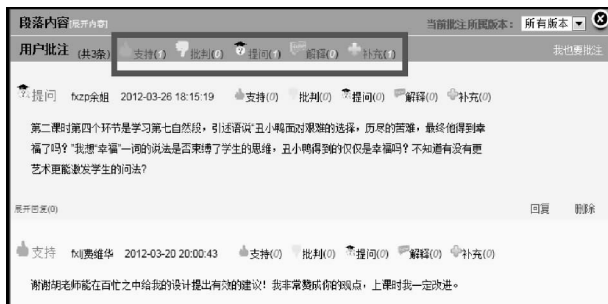 段落内容[展开内容] 当前批注所属版本： 所有版本
用户批注 (共3条) 支持(1) 批判(0) 提问(1) 解释(0) 补充(1) 我也要批注
提问 fxzp余姐 2012-03-26 18:15:19 支持(0) 批判(0) 提问(0) 解释(0) 补充(0)
第二课时第四个环节是学习第七自然段，引述语说“丑小鸭面对艰难的选择，历尽的苦难，最终他得到幸
福了吗？”我想“幸福”一词的说法是否束缚了学生的思维，丑小鸭得到的仅仅是幸福吗？不知道有没有更
艺术更能激发学生的问法？
展开回复(0) 回复 删除
支持 fxlj费维华 2012-03-20 20:00:43 支持(0) 批判(0) 提问(0) 解释(0) 补充(0)
谢谢胡老师能在百忙之中给我的设计提出有效的建议！我非常赞成你的观点，上课时我一定改进。